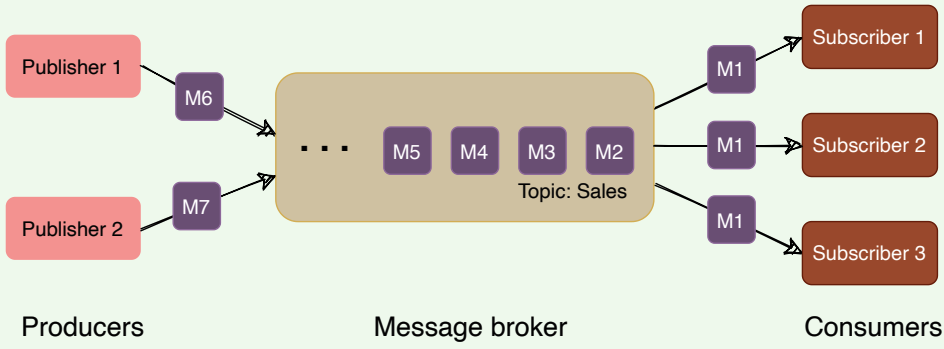 Publisher 1
M6
Publisher 2
M7
...
M5 M4 M3 M2
Topic: Sales
M1
M1
M1
Subscriber 1
Subscriber 2
Subscriber 3
Producers
Message broker
Consumers